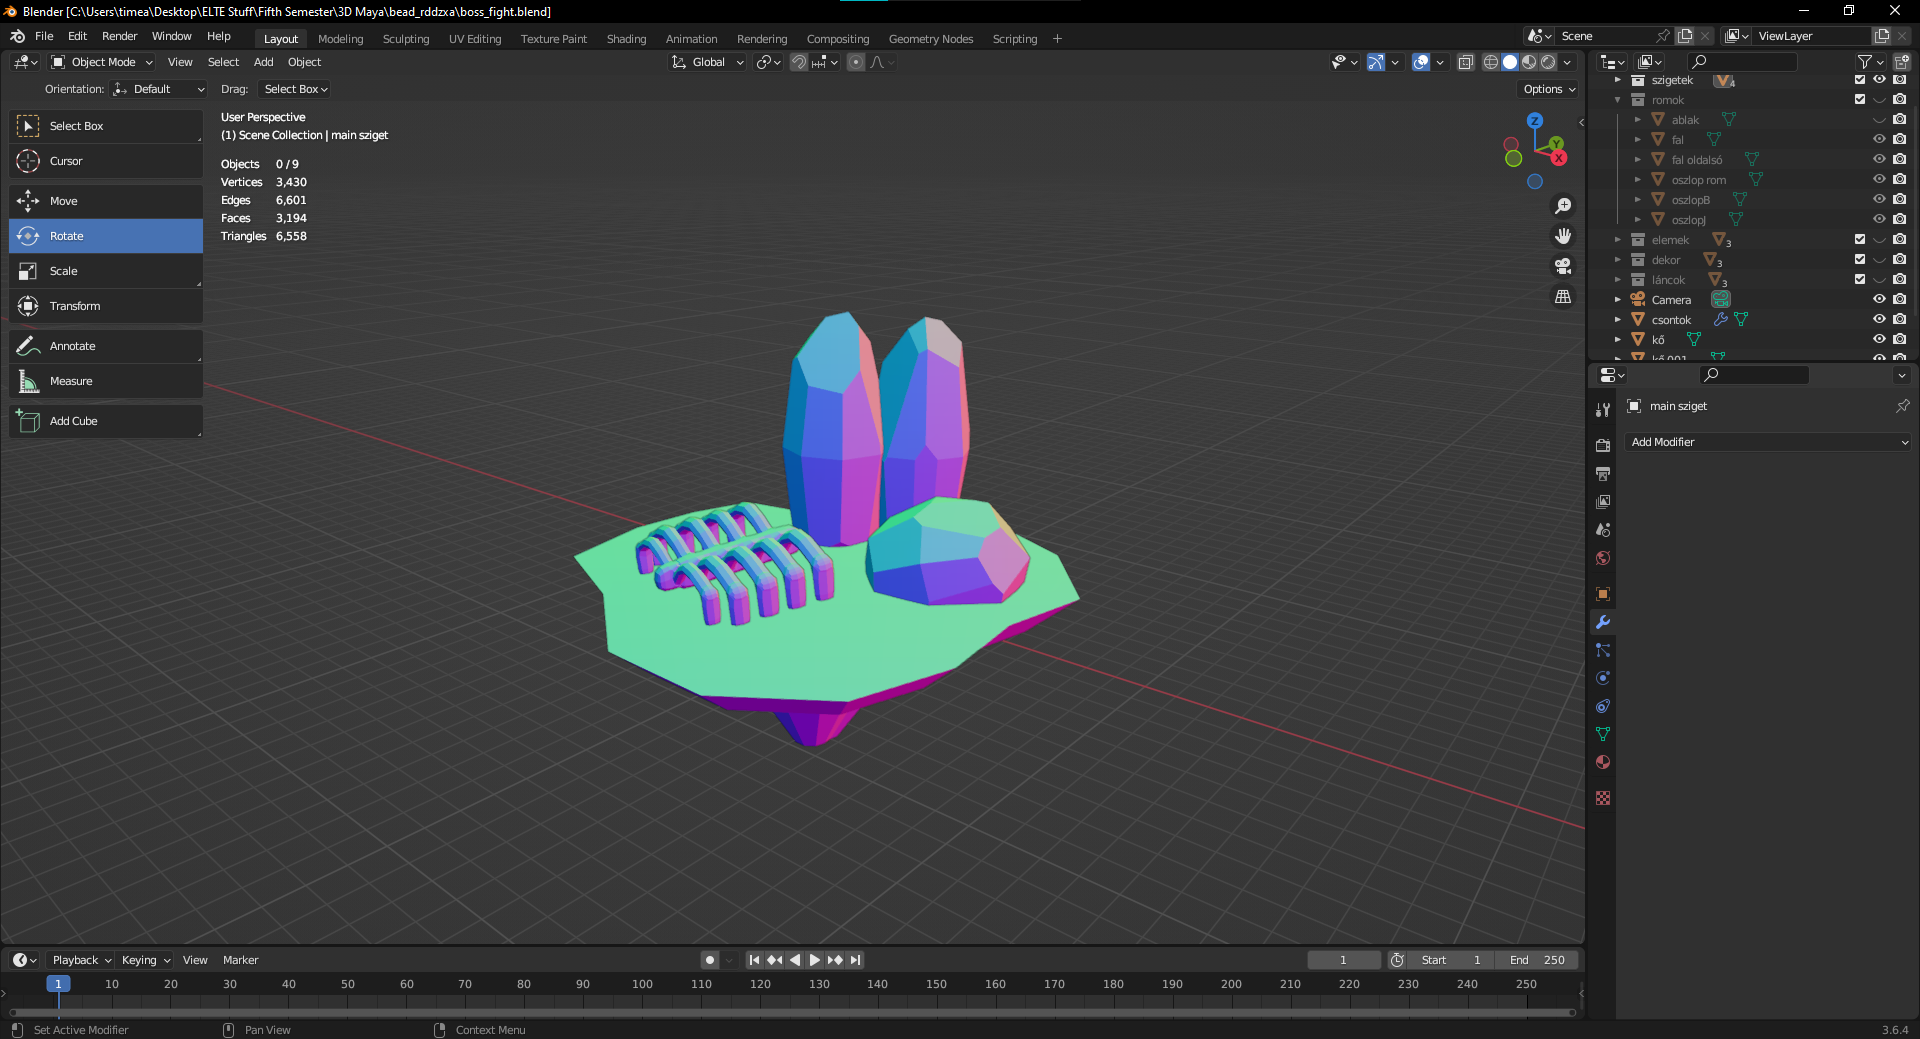 Blender [C:\Users\timea\Desktop\ELTE Stuff\Fifth Semester\3D Maya\bead_rddzxa\boss_fight.blend]
File Edit Render Window Help Layout Modeling Sculpting UV Editing Texture Paint Shading Animation Rendering Compositing Geometry Nodes Scripting + Scene ViewLayer
Object Mode View Select Add Object Global
Orientation: Default Drag: Select Box Options
Select Box
Cursor
Move
Rotate
Scale
Transform
Annotate
Measure
Add Cube
User Perspective
(1) Scene Collection | main sziget
Objects 0/9
Vertices 3,430
Edges 6,601
Faces 3,194
Triangles 6,558
Z
Y
X
szigetek 4
romok
ablak
fal
fal oldalsó
oszlop rom
oszlopB
oszlopJ
elemek 3
dekor 3
láncok 3
Camera
csontok
kő
kő.001
main sziget
Add Modifier
Playback Keying View Marker 1 Start 1 End 250
1 10 20 30 40 50 60 70 80 90 100 110 120 130 140 150 160 170 180 190 200 210 220 230 240 250
Set Active Modifier Pan View Context Menu 3.6.4